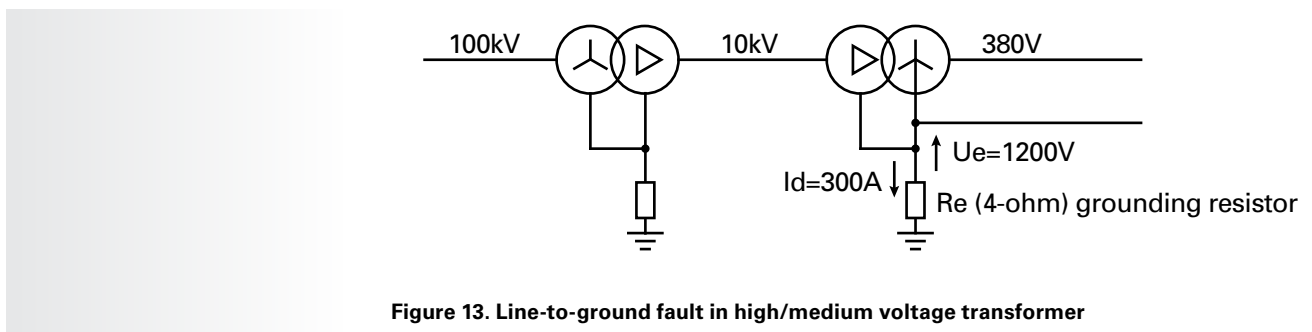 100kV 10kV 380V
Ue=1200V
Id=300A
Re (4-ohm) grounding resistor
Figure 13. Line-to-ground fault in high/medium voltage transformer